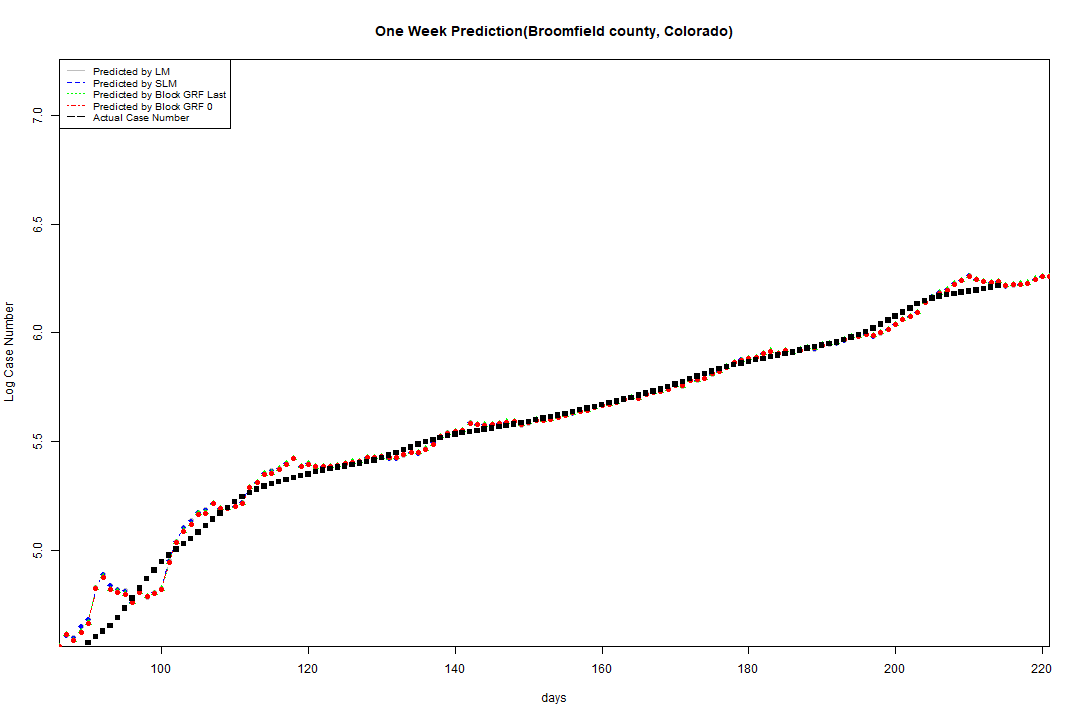 One Week Prediction(Broomfield county, Colorado)
Predicted by LM
Predicted by SLM
Predicted by Block GRF Last
Predicted by Block GRF 0
Actual Case Number
7.0
6.5
6.0
5.5
5.0
Log Case Number
100 120 140 160 180 200 220
days